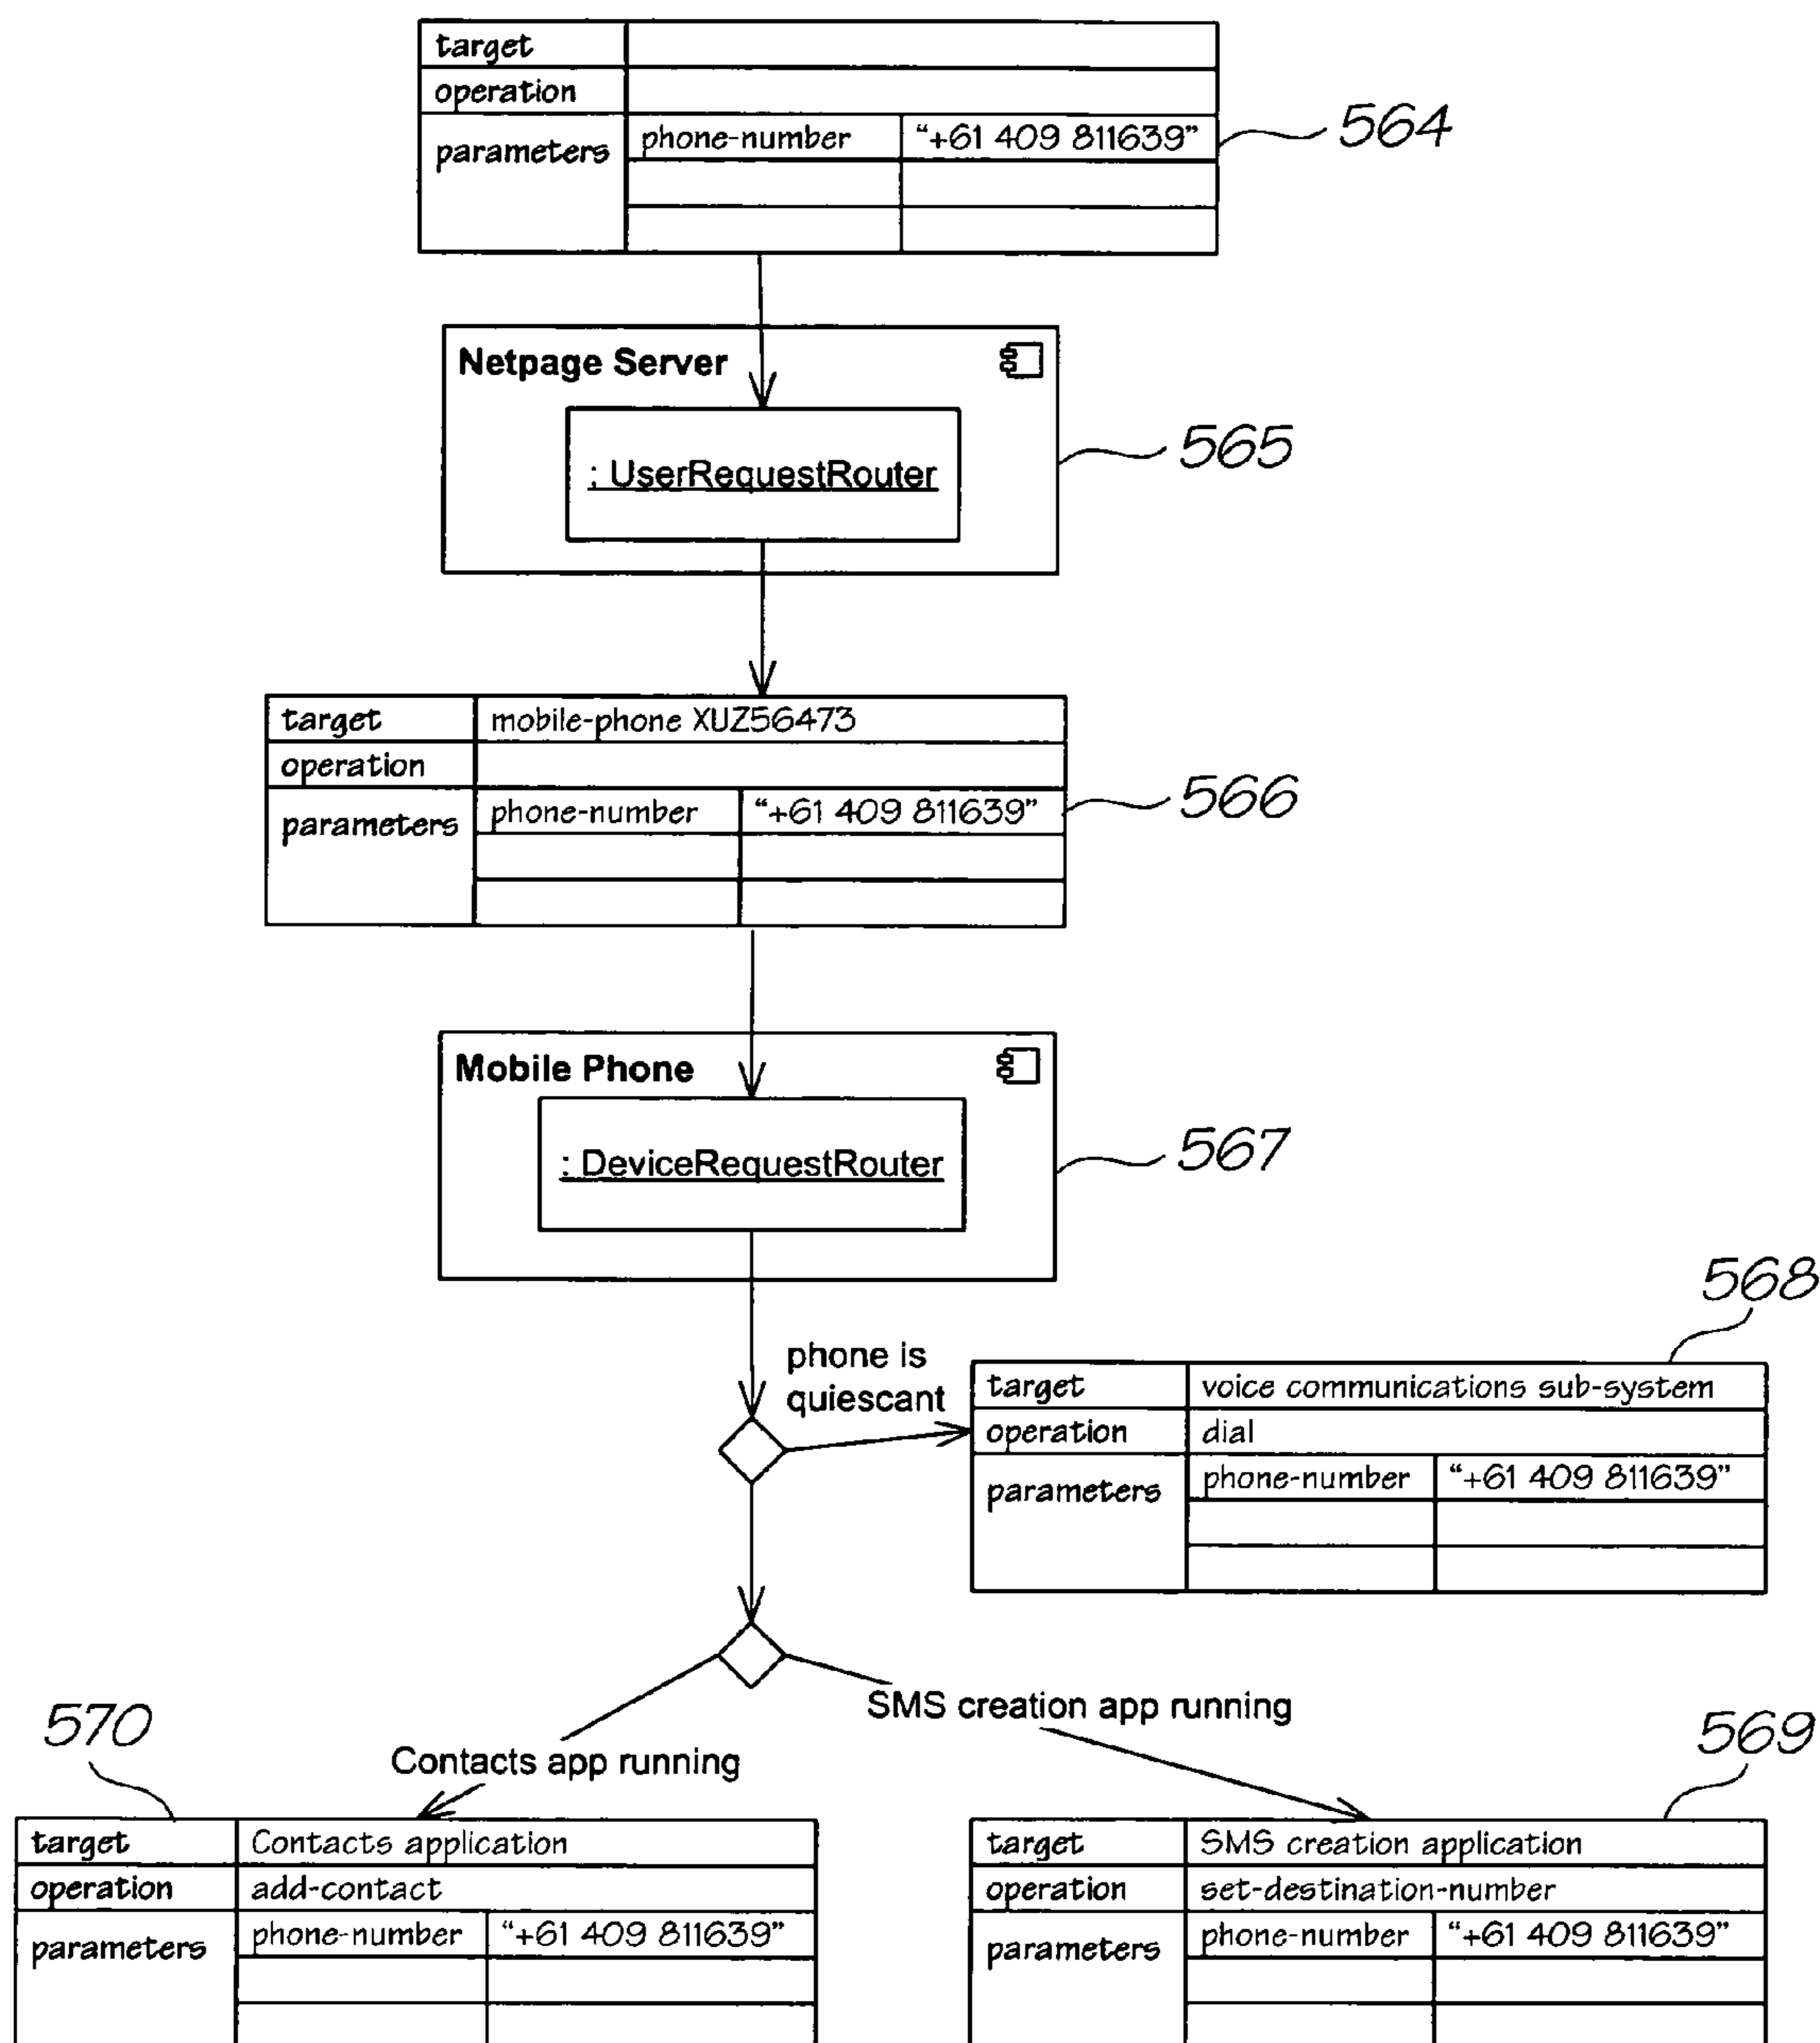 target
operation
parameters phone-number "+61 409 811639"
564
Netpage Server
: UserRequestRouter
565
target mobile-phone XUZ56473
operation
parameters phone-number "+61 409 811639"
566
Mobile Phone
: DeviceRequestRouter
567
phone is
quiescant
568
target voice communications sub-system
operation dial
parameters phone-number "+61 409 811639"
SMS creation app running
Contacts app running
570
target Contacts application
operation add-contact
parameters phone-number "+61 409 811639"
569
target SMS creation application
operation set-destination-number
parameters phone-number "+61 409 811639"